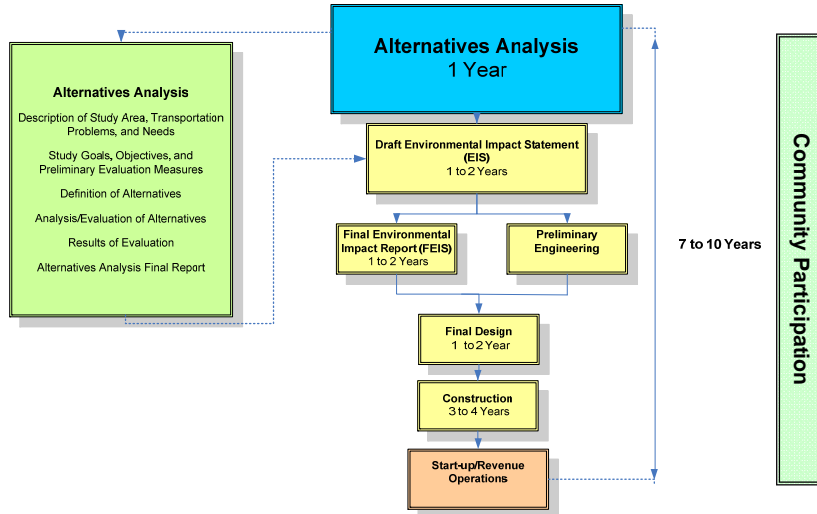 Alternatives Analysis
1 Year
Alternatives Analysis
Description of Study Area, Transportation
Problems, and Needs
Study Goals, Objectives, and
Preliminary Evaluation Measures
Definition of Alternatives
Analysis/Evaluation of Alternatives
Results of Evaluation
Alternatives Analysis Final Report
Draft Environmental Impact Statement
(EIS)
1 to 2 Years
Final Environmental
Impact Report (FEIS)
1 to 2 Years
Preliminary
Engineering
Final Design
1 to 2 Year
Construction
3 to 4 Years
Start-up/Revenue
Operations
7 to 10 Years
Community Participation